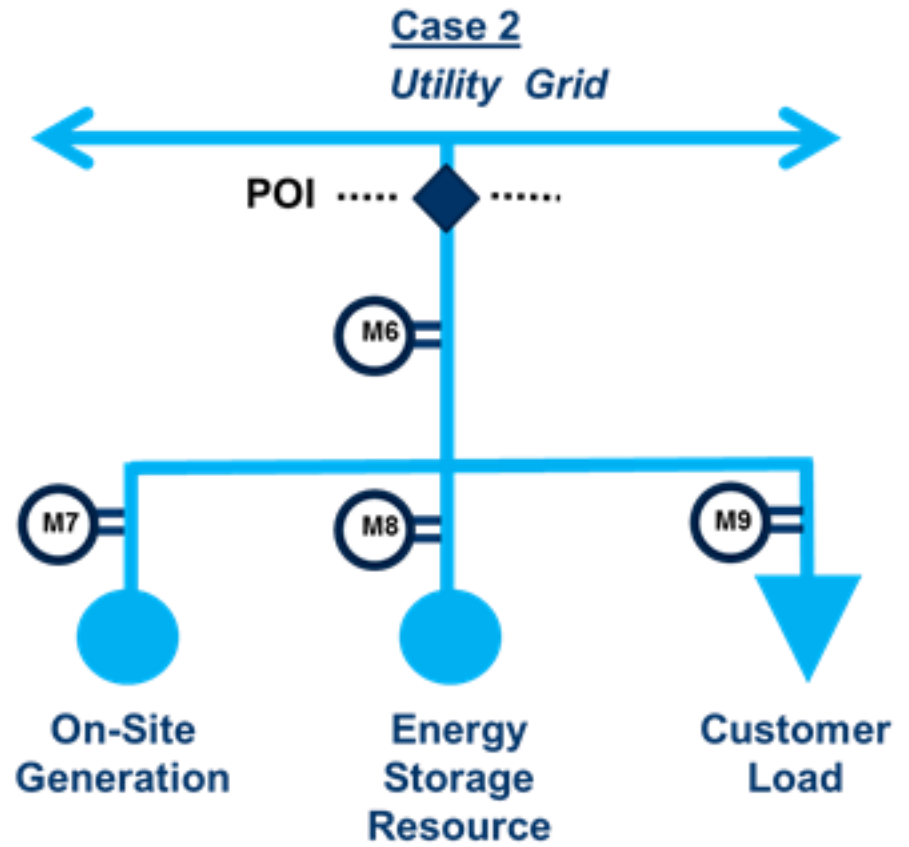 Case 2
Utility Grid
POI
M6
M7
M8
M9
On-Site
Generation
Energy
Storage
Resource
Customer
Load